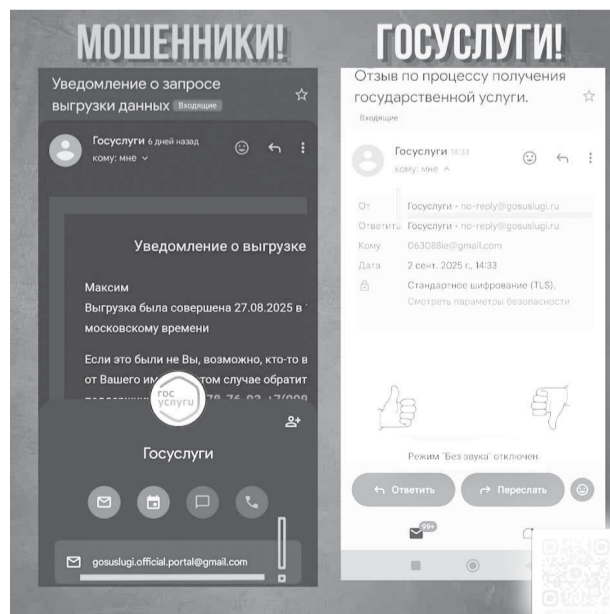 МОШЕННИКИ!
Уведомление о запросе
выгрузки данных Входящие
Госуслуги 6 дней назад
кому: мне
Уведомление о выгрузке
Максим
Выгрузка была совершена 27.08.2025 в
московскому времени
Если это были не Вы, возможно, кто-то в
от Вашего им том случае обратит
гос
услуги
Госуслуги
gosuslugi.official.portal@gmail.com
ГОСУСЛУГИ!
Отзыв по процессу получения
государственной услуги.
Входящие
Госуслуги 14:33
кому: мне
От Госуслуги • no-reply@gosuslugi.ru
Ответить Госуслуги • no-reply@gosuslugi.ru
Кому 063088ie@gmail.com
Дата 2 сент. 2025 г., 14:33
Стандартное шифрование (TLS).
Смотреть параметры безопасности
Режим "Без звука" отключен
Ответить Переслать
99+